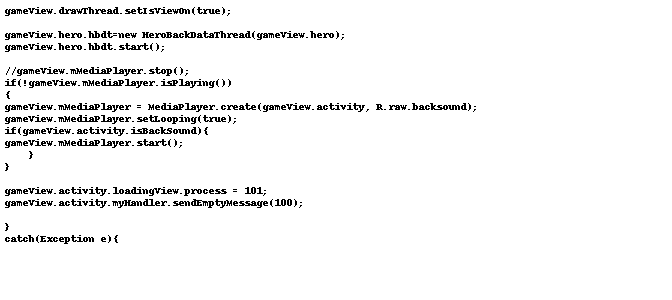 gameView.drawThread.setIsViewOn(true);
gameView.hero.hbdt=new HeroBackDataThread(gameView.hero);
gameView.hero.hbdt.start();
//gameView.mMediaPlayer.stop();
if(!gameView.mMediaPlayer.isPlaying())
{
gameView.mMediaPlayer = MediaPlayer.create(gameView.activity, R.raw.backsound);
gameView.mMediaPlayer.setLooping(true);
if(gameView.activity.isBackSound){
gameView.mMediaPlayer.start();
}
}
gameView.activity.loadingView.process = 101;
gameView.activity.myHandler.sendEmptyMessage(100);
}
catch(Exception e){